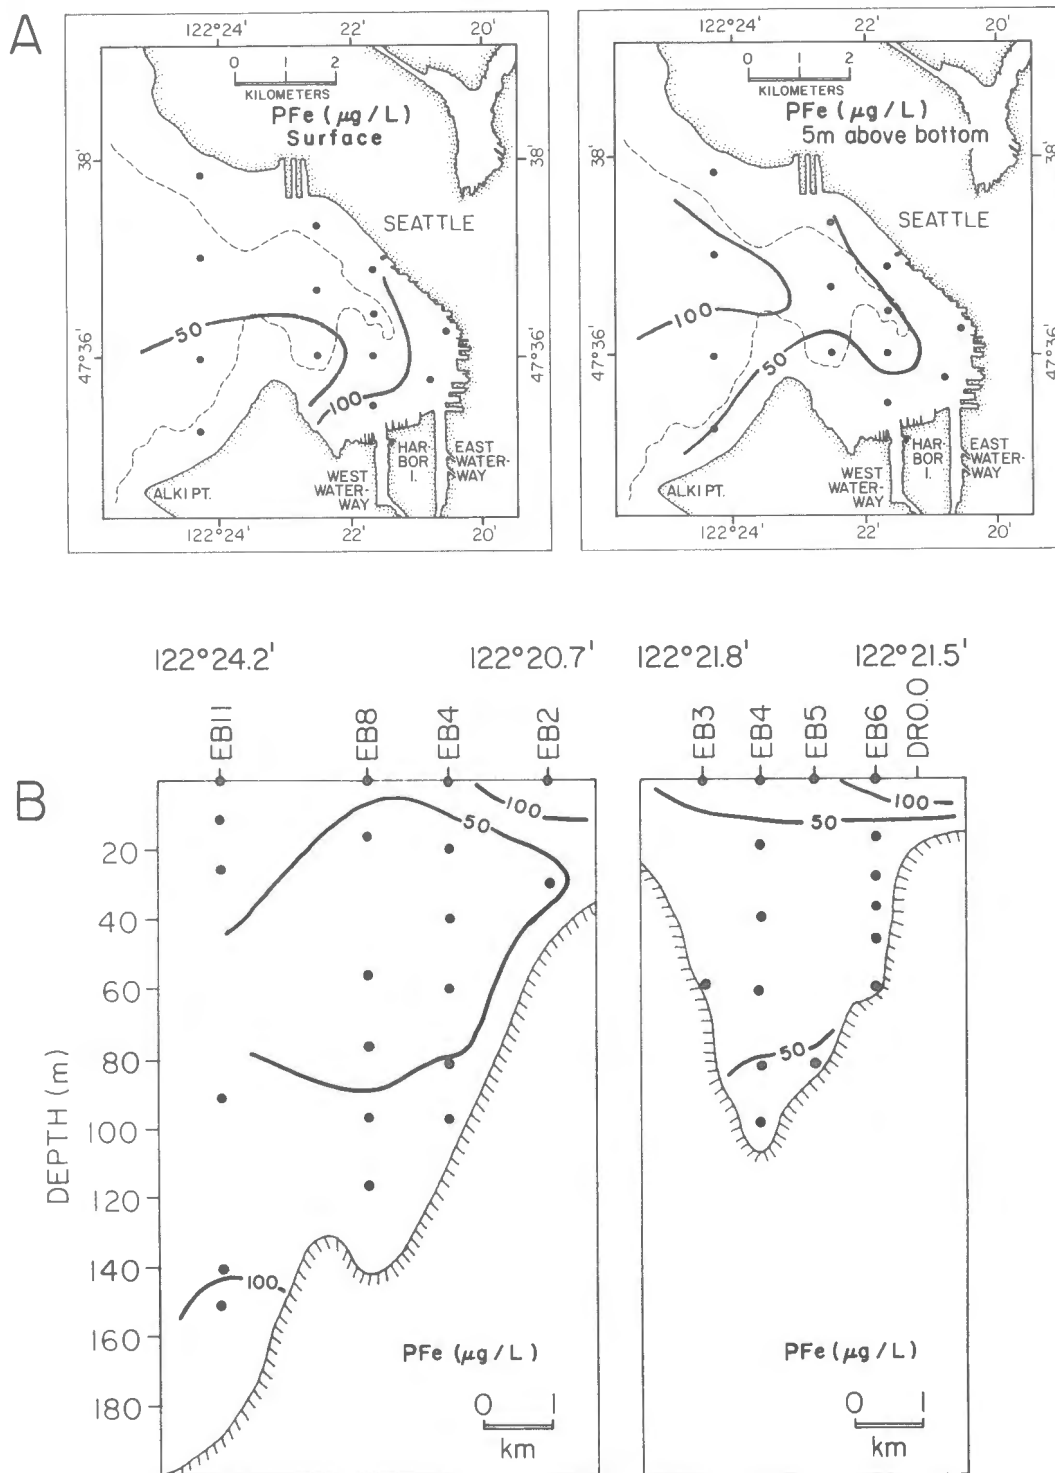 A
122°24'
22'
20'
0 1 2
KILOMETERS
PFe (μg/L)
Surface
38'
SEATTLE
50
47°36'
100
HAR-
BOR
I.
EAST
WATER-
WAY
WEST
WATER-
WAY
ALKI PT.
122°24'
22'
20'
122°24'
22'
20'
0 1 2
KILOMETERS
PFe (μg/L)
5m above bottom
38'
38'
SEATTLE
100
47°36'
47°36'
50
HAR-
BOR
I.
EAST
WATER-
WAY
WEST
WATER-
WAY
ALKI PT.
122°24'
22'
20'
B
122°24.2'
122°20.7'
EB11
EB8
EB4
EB2
100
50
20
40
60
80
100
120
140
160
180
DEPTH (m)
100
PFe (μg/L)
0 1
km
122°21.8'
122°21.5'
EB3
EB4
EB5
EB6
DR0.0
100
50
50
PFe (μg/L)
0 1
km